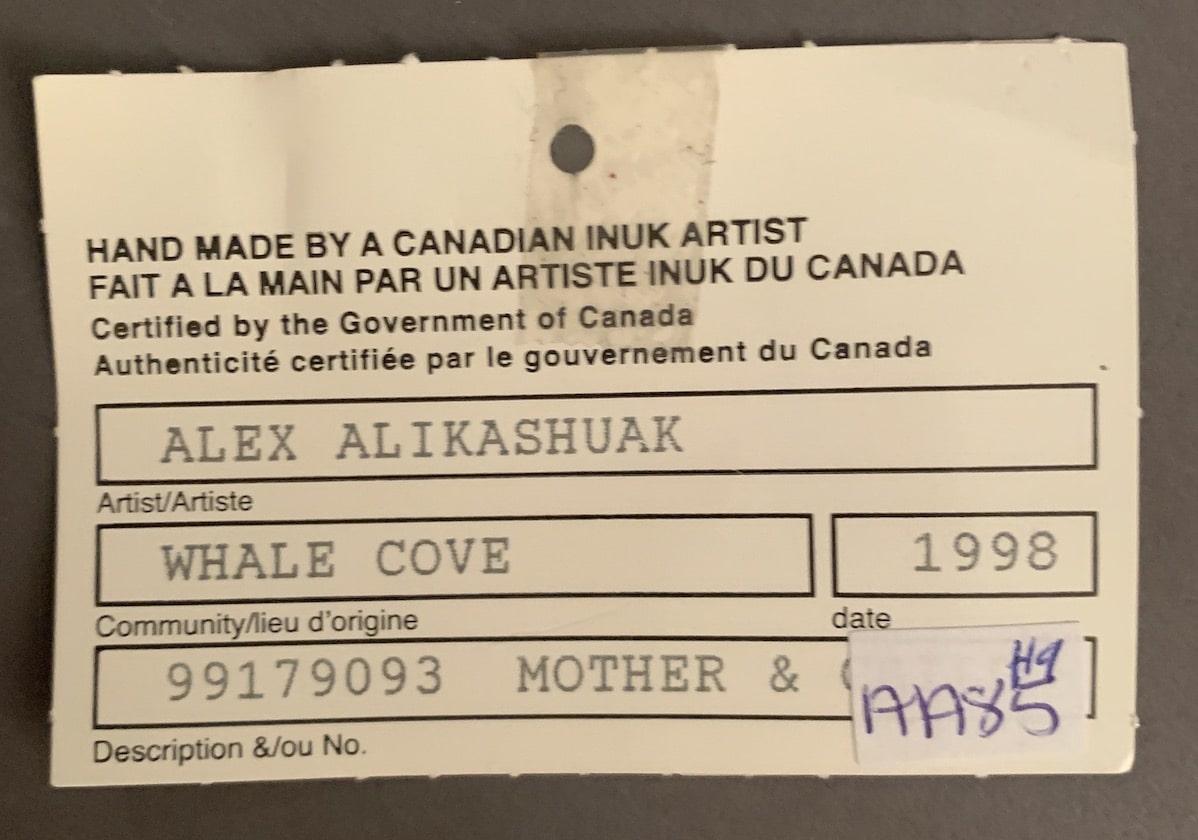 HAND MADE BY A CANADIAN INUK ARTIST
FAIT A LA MAIN PAR UN ARTISTE INUK DU CANADA
Certified by the Government of Canada
Authenticité certifiée par le gouvernement du Canada
ALEX ALIKASHUAK
Artist/Artiste
WHALE COVE 1998
Community/lieu d'origine date
99179093 MOTHER &
AA85
Description &/ou No.